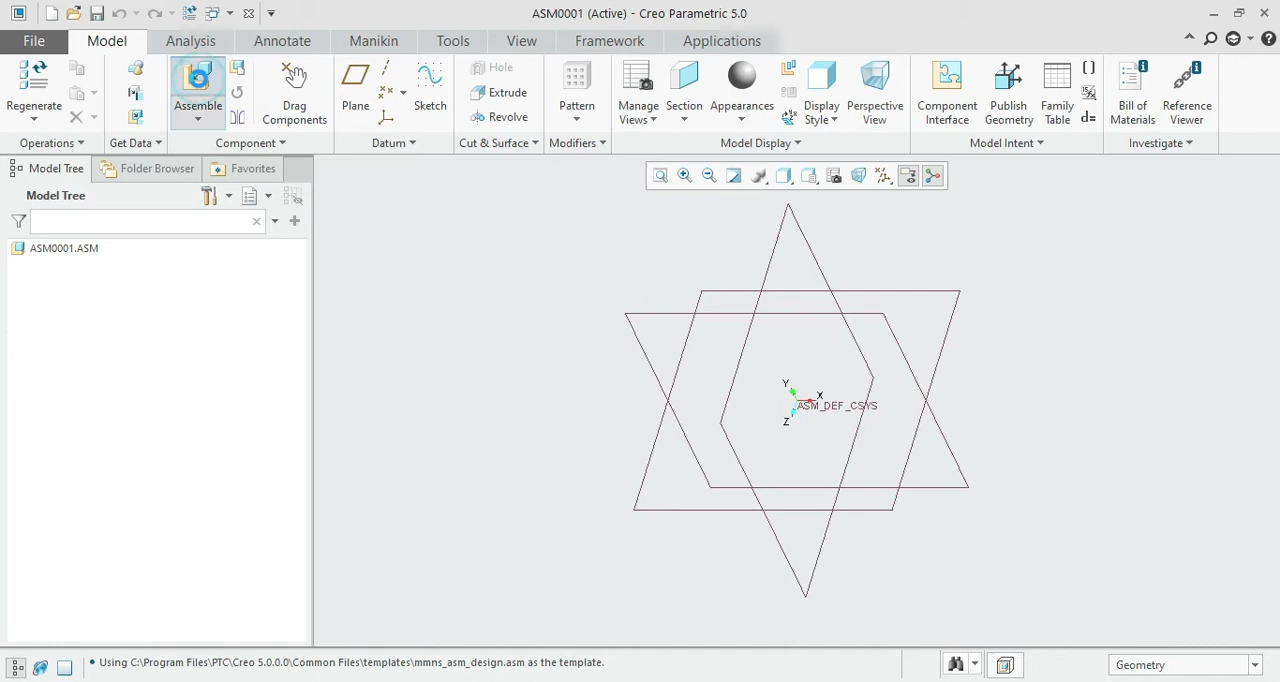 ASM0001 (Active) - Creo Parametric 5.0
File Model Analysis Annotate Manikin Tools View Framework Applications
Regenerate
Assemble
Drag Components
Plane
Sketch
Hole
Extrude
Revolve
Pattern
Manage Views
Section
Appearances
Display Style
Perspective View
Component Interface
Publish Geometry
Family Table
d=
Bill of Materials
Reference Viewer
Operations Get Data Component Datum Cut & Surface Modifiers Model Display Model Intent Investigate
Model Tree Folder Browser Favorites
Model Tree
ASM0001.ASM
Y
X
ASM_DEF_CSYS
Z
• Using C:\Program Files\PTC\Creo 5.0.0.0\Common Files\templates\mmns_asm_design.asm as the template.
Geometry